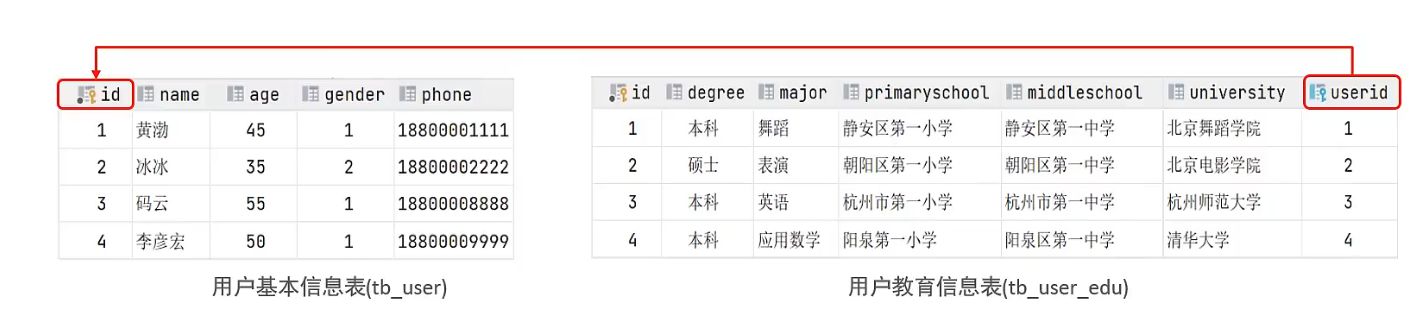 id name age gender phone
1 黄渤 45 1 18800001111
2 冰冰 35 2 18800002222
3 码云 55 1 18800008888
4 李彦宏 50 1 18800009999
用户基本信息表(tb_user)
id degree major primaryschool middleschool university userid
1 本科 舞蹈 静安区第一小学 静安区第一中学 北京舞蹈学院 1
2 硕士 表演 朝阳区第一小学 朝阳区第一中学 北京电影学院 2
3 本科 英语 杭州市第一小学 杭州市第一中学 杭州师范大学 3
4 本科 应用数学 阳泉第一小学 阳泉区第一中学 清华大学 4
用户教育信息表(tb_user_edu)